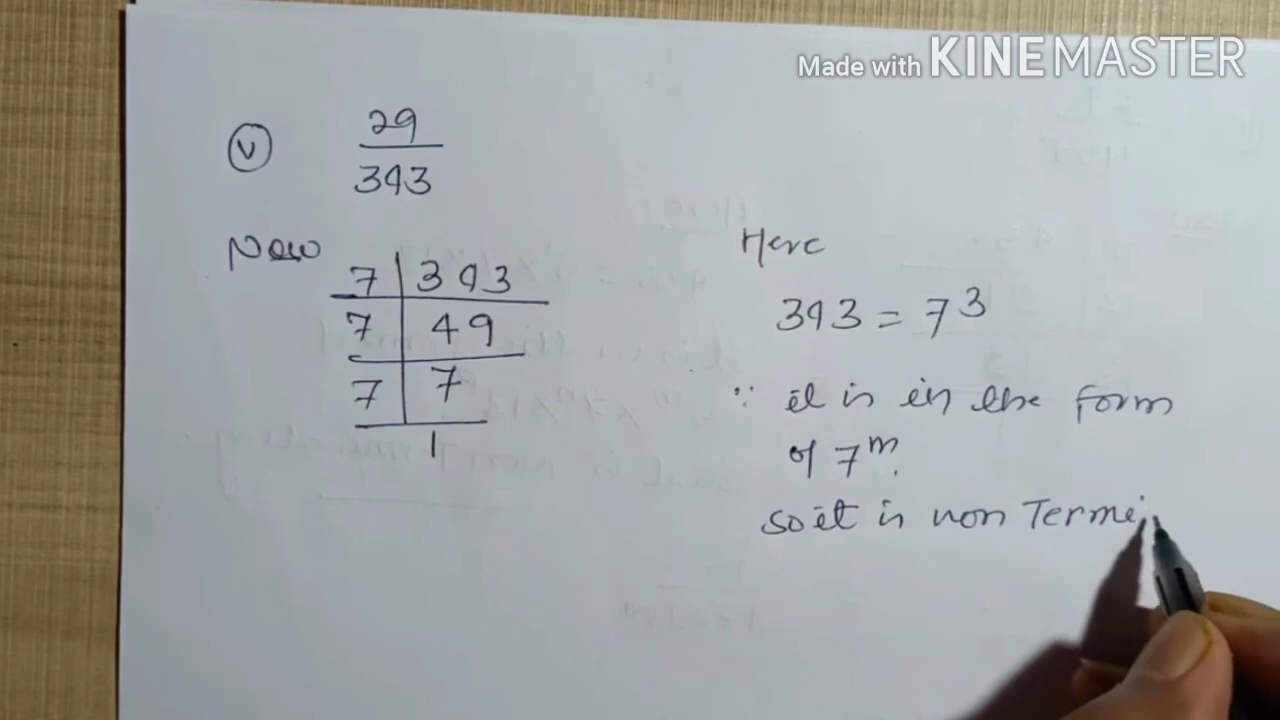 Made with KINEMASTER
(v) 29
343
Now
7 | 343
7 | 49
7 | 7
1
Here
343 = 7³
∵ it is in the form
of 7ᵐ.
so it is non Termi